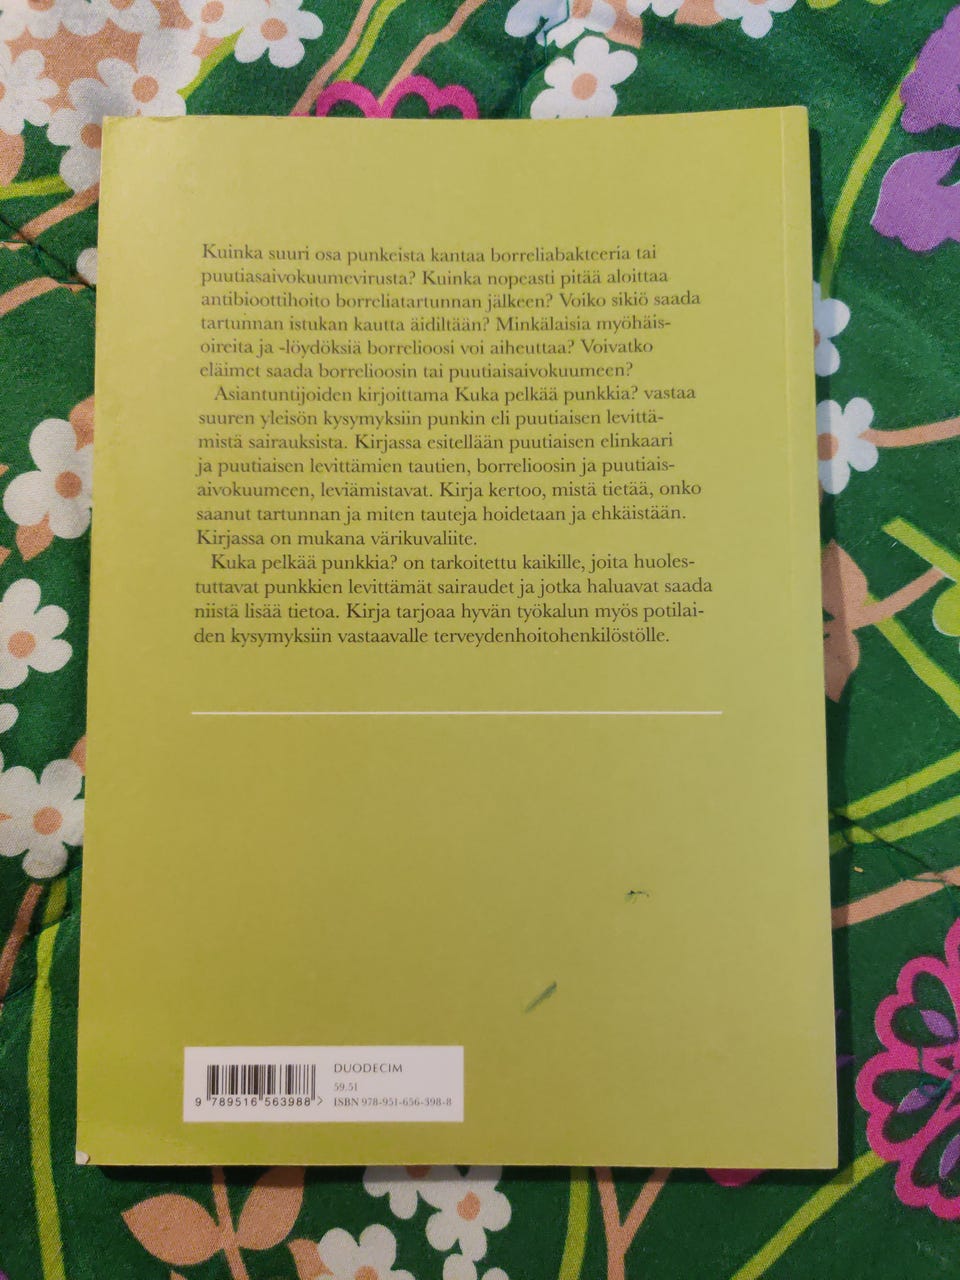 Kuinka suuri osa punkeista kantaa borreliabakteeria tai
puutiasaivokuumevirusta? Kuinka nopeasti pitää aloittaa
antibioottihoito borreliatartunnan jälkeen? Voiko sikiö saada
tartunnan istukan kautta äidiltään? Minkälaisia myöhäis-
oireita ja -löydöksiä borrelioosi voi aiheuttaa? Voivatko
eläimet saada borrelioosin tai puutiaisaivokuumeen?
Asiantuntijoiden kirjoittama Kuka pelkää punkkia? vastaa
suuren yleisön kysymyksiin punkin eli puutiaisen levittä-
mistä sairauksista. Kirjassa esitellään puutiaisen elinkaari
ja puutiaisen levittämien tautien, borrelioosin ja puutiais-
aivokuumeen, leviämistavat. Kirja kertoo, mistä tietää, onko
saanut tartunnan ja miten tauteja hoidetaan ja ehkäistään.
Kirjassa on mukana värikuvaliite.
Kuka pelkää punkkia? on tarkoitettu kaikille, joita huoles-
tuttavat punkkien levittämät sairaudet ja jotka haluavat saada
niistä lisää tietoa. Kirja tarjoaa hyvän työkalun myös potilai-
den kysymyksiin vastaavalle terveydenhoitohenkilöstölle.
DUODECIM
59.51
ISBN 978-951-656-398-8
9 789516 563988 >